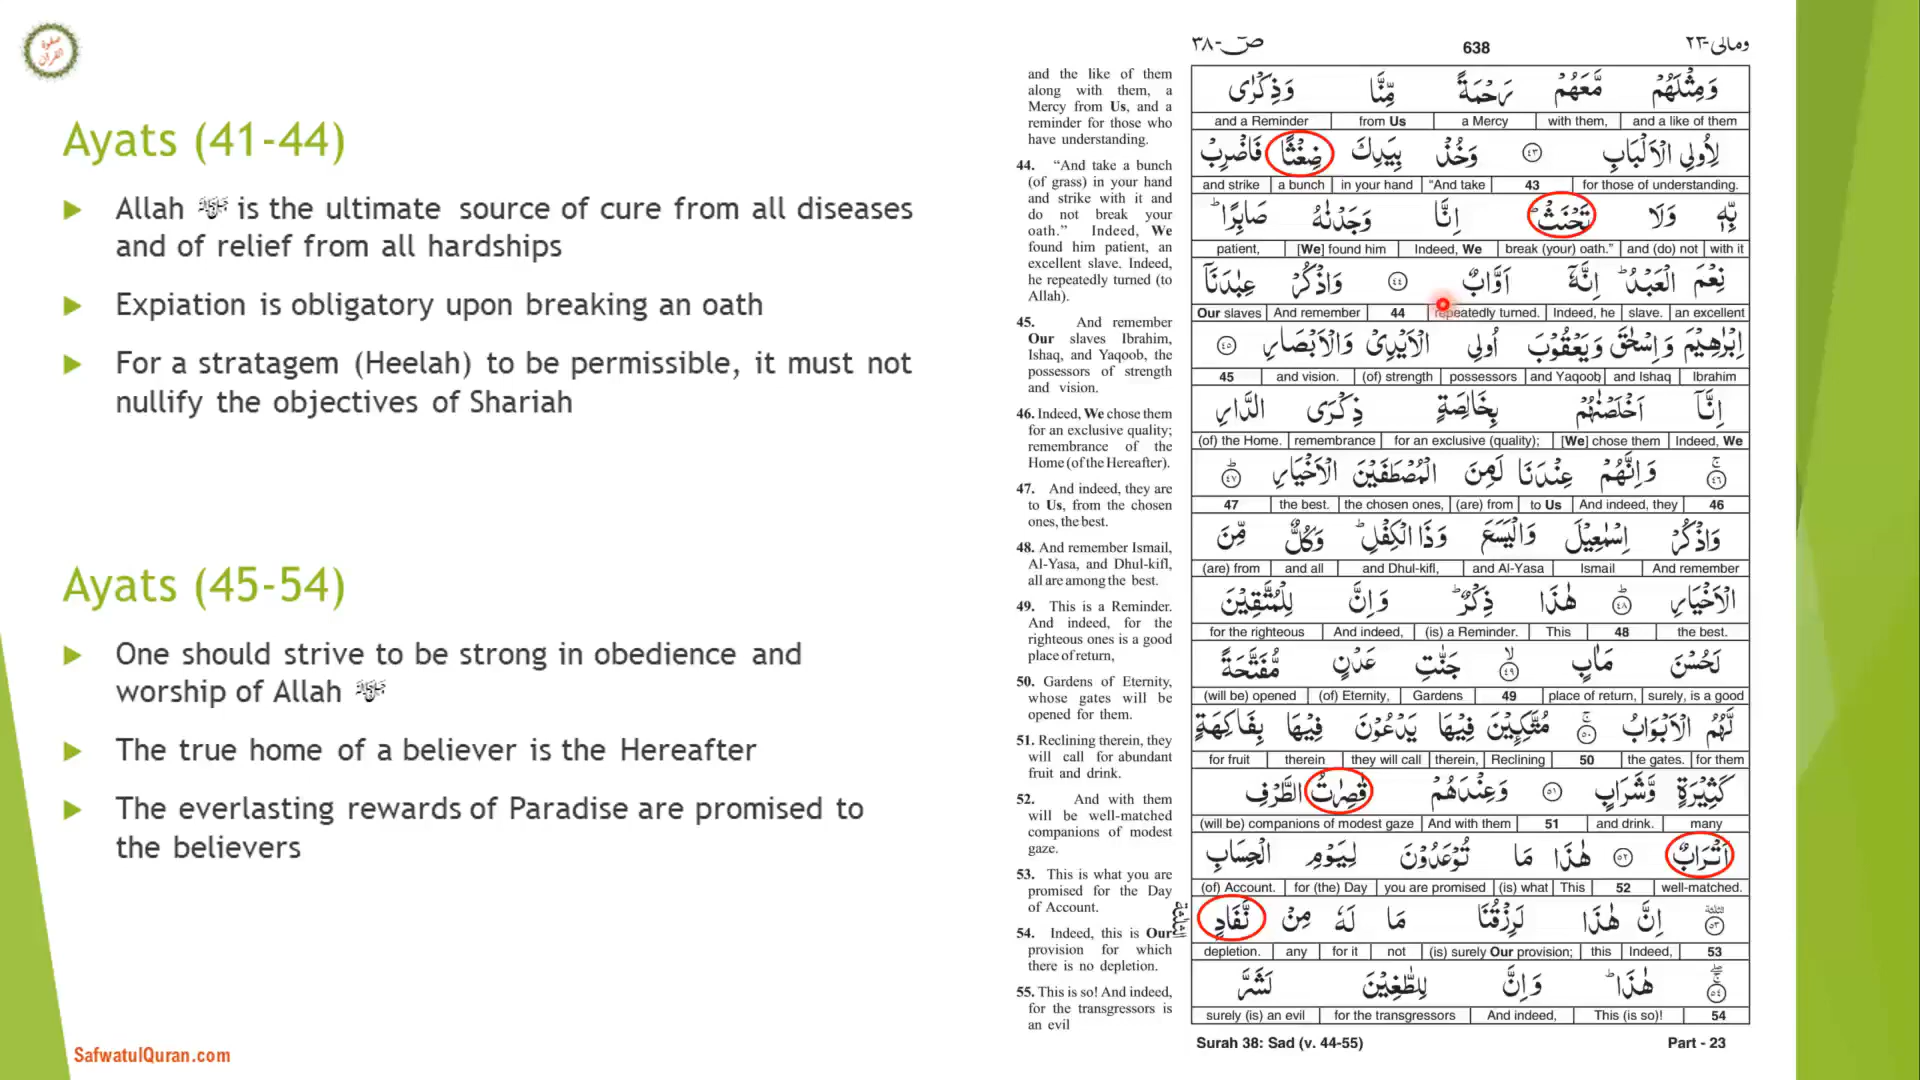 Ayats (41-44)
Allah ﷻ is the ultimate source of cure from all diseases
and of relief from all hardships
Expiation is obligatory upon breaking an oath
For a stratagem (Heelah) to be permissible, it must not
nullify the objectives of Shariah
Ayats (45-54)
One should strive to be strong in obedience and
worship of Allah ﷻ
The true home of a believer is the Hereafter
The everlasting rewards of Paradise are promised to
the believers
SafwatulQuran.com
and the like of them
along with them, a
Mercy from Us, and a
reminder for those who
have understanding.
44. "And take a bunch
(of grass) in your hand
and strike with it and
do not break your
oath." Indeed, We
found him patient, an
excellent slave. Indeed,
he repeatedly turned (to
Allah).
45. And remember
Our slaves Ibrahim,
Ishaq, and Yaqoob, the
possessors of strength
and vision.
46. Indeed, We chose them
for an exclusive quality;
remembrance of the
Home (of the Hereafter).
47. And indeed, they are
to Us, from the chosen
ones, the best.
48. And remember Ismail,
Al-Yasa, and Dhul-kifl,
all are among the best.
49. This is a Reminder.
And indeed, for the
righteous ones is a good
place of return,
50. Gardens of Eternity,
whose gates will be
opened for them.
51. Reclining therein, they
will call for abundant
fruit and drink.
52. And with them
will be well-matched
companions of modest
gaze.
53. This is what you are
promised for the Day
of Account.
54. Indeed, this is Our
provision for which
there is no depletion.
55. This is so! And indeed,
for the transgressors is
an evil
ومالى-٢٣ 638 صٓ-٣٨
وَمِثْلَهُمْ مَّعَهُمْ رَحْمَةً مِّنَّا وَذِكْرٰى
and a Reminder from Us a Mercy with them, and a like of them
لِاُولِى الْاَلْبَابِ ٤٣ وَخُذْ بِيَدِكَ ضِغْثًا فَاضْرِبْ
and strike a bunch in your hand "And take 43 for those of understanding.
بِّهٖ وَلَا تَحْنَثْ ؕ اِنَّا وَجَدْنٰهُ صَابِرًا ؕ
patient, [We] found him Indeed, We break (your) oath." and (do) not with it
نِعْمَ الْعَبْدُ ؕ اِنَّهٗۤ اَوَّابٌ ٤٤ وَاذْكُرْ عِبٰدَنَاۤ
Our slaves And remember 44 repeatedly turned. Indeed, he slave. an excellent
اِبْرٰهِيْمَ وَاِسْحٰقَ وَيَعْقُوْبَ اُولِى الْاَيْدِىْ وَالْاَبْصَارِ ٤٥
45 and vision. (of) strength possessors and Yaqoob and Ishaq Ibrahim
اِنَّاۤ اَخْلَصْنٰهُمْ بِخَالِصَةٍ ذِكْرَى الدَّارِ
(of) the Home. remembrance for an exclusive (quality); [We] chose them Indeed, We
٤٦ وَاِنَّهُمْ عِنْدَنَا لَمِنَ الْمُصْطَفَيْنَ الْاَخْيَارِ ٤٧
47 the best. the chosen ones, (are) from to Us And indeed, they 46
وَاذْكُرْ اِسْمٰعِيْلَ وَالْيَسَعَ وَذَا الْكِفْلِ ؕ وَكُلٌّ مِّنَ
(are) from and all and Dhul-kifl, and Al-Yasa Ismail And remember
الْاَخْيَارِ ٤٨ هٰذَا ذِكْرٌ ؕ وَاِنَّ لِلْمُتَّقِيْنَ
for the righteous And indeed, (is) a Reminder. This 48 the best.
لَحُسْنَ مَاٰبٍ ٤٩ جَنّٰتِ عَدْنٍ مُّفَتَّحَةً
(will be) opened (of) Eternity, Gardens 49 place of return, surely, is a good
لَّهُمُ الْاَبْوَابُ ٥٠ مُتَّكِـِٕيْنَ فِيْهَا يَدْعُوْنَ فِيْهَا بِفَاكِهَةٍ
for fruit therein they will call therein, Reclining 50 the gates. for them
كَثِيْرَةٍ وَّشَرَابٍ ٥١ وَعِنْدَهُمْ قٰصِرٰتُ الطَّرْفِ
(will be) companions of modest gaze And with them 51 and drink. many
اَتْرَابٌ ٥٢ هٰذَا مَا تُوْعَدُوْنَ لِيَوْمِ الْحِسَابِ
(of) Account. for (the) Day you are promised (is) what This 52 well-matched.
٥٣ اِنَّ هٰذَا لَرِزْقُنَا مَا لَهٗ مِنْ نَّفَادٍ
depletion. any for it not (is) surely Our provision; this Indeed, 53
٥٤ هٰذَا ؕ وَاِنَّ لِلطّٰغِيْنَ لَشَرَّ
surely (is) an evil for the transgressors And indeed, This (is so)! 54
Surah 38: Sad (v. 44-55) Part - 23